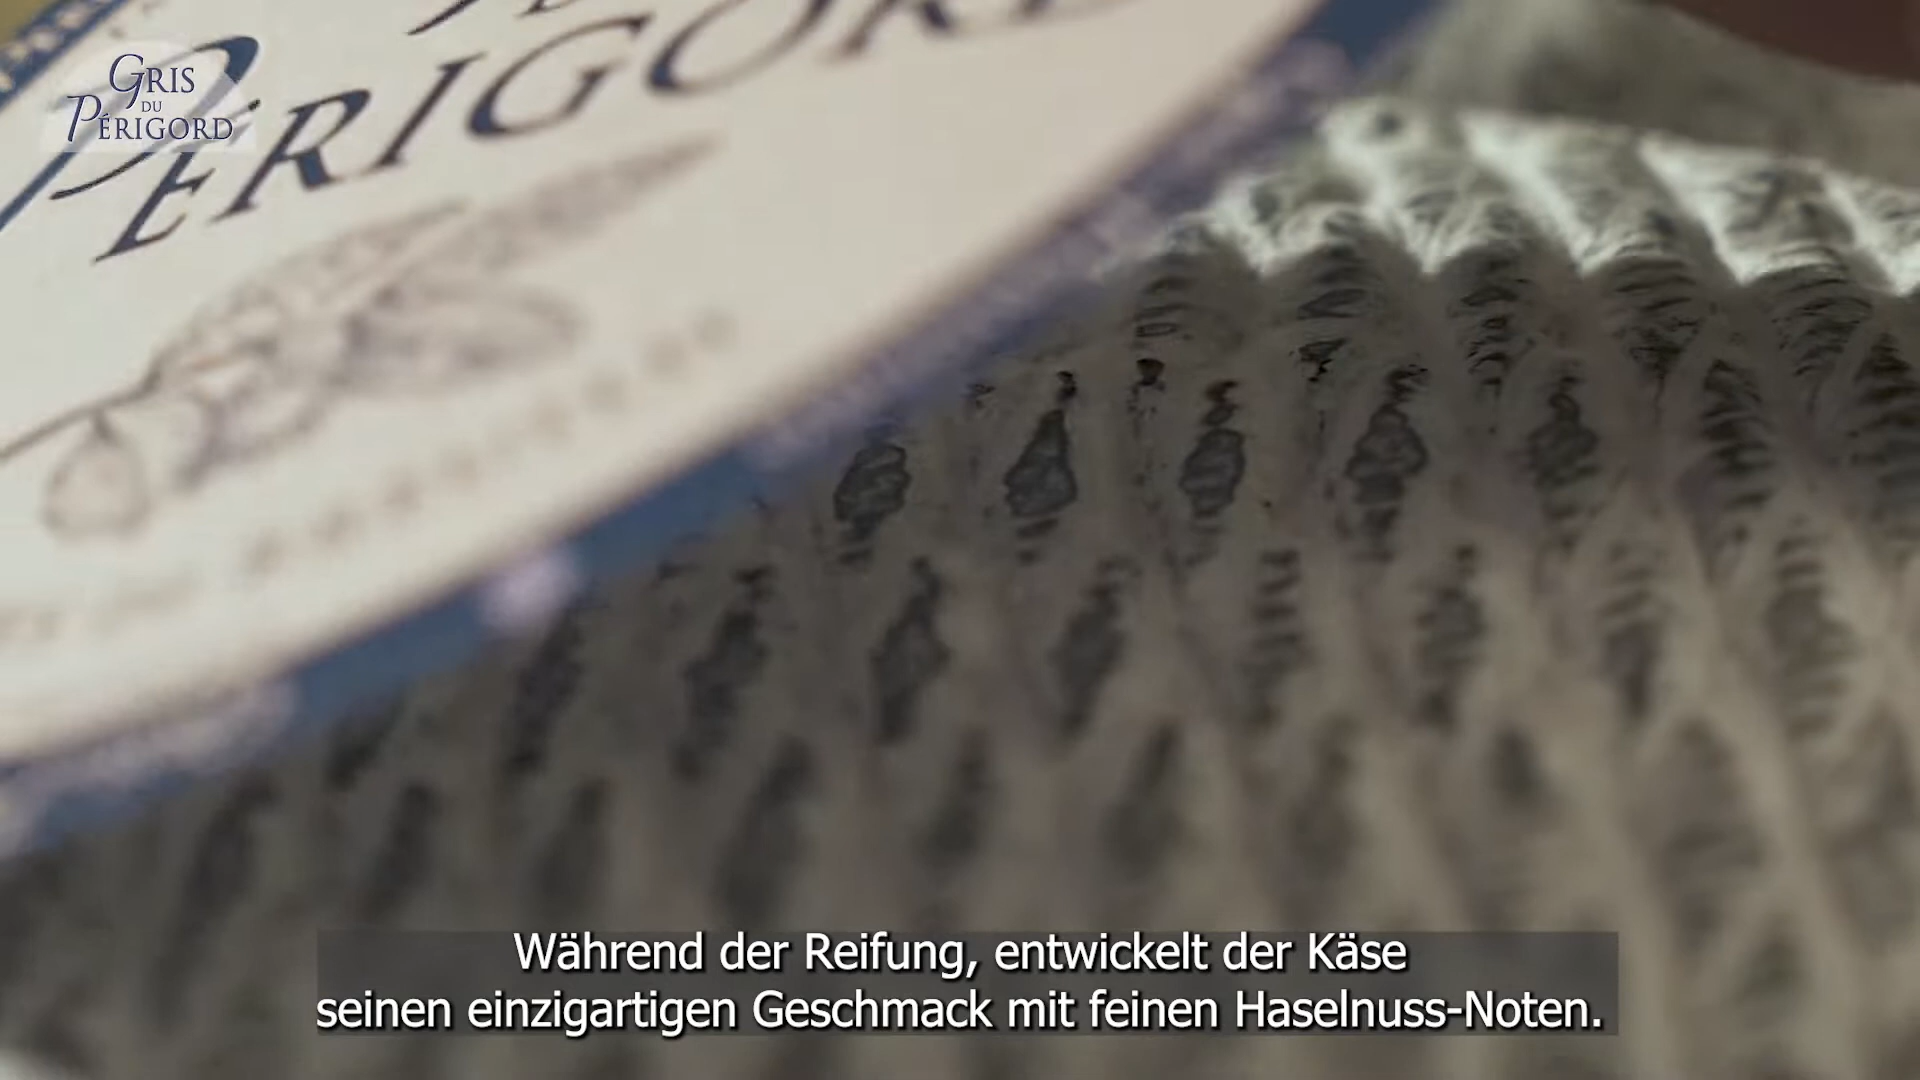 GRIS
DU
PÉRIGORD
PÉRIGORD
Während der Reifung, entwickelt der Käse
seinen einzigartigen Geschmack mit feinen Haselnuss-Noten.